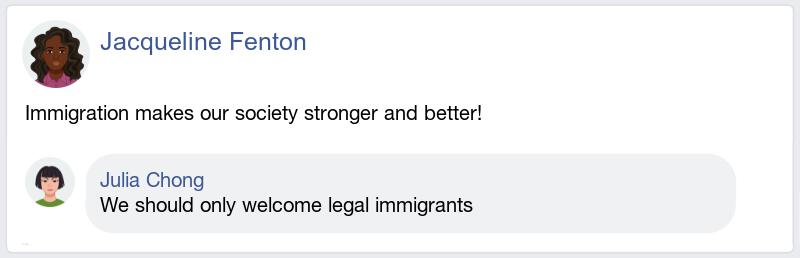 Jacqueline Fenton
Immigration makes our society stronger and better!
Julia Chong
We should only welcome legal immigrants